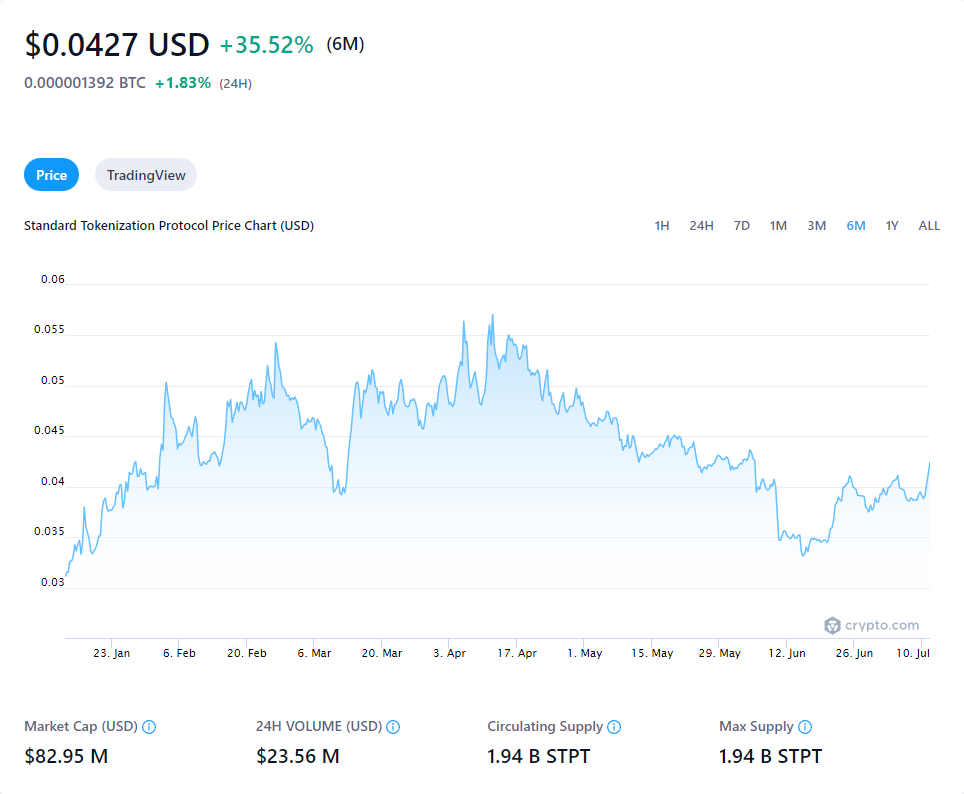 $0.0427 USD +35.52% (6M)
0.000001392 BTC +1.83% (24H)
Price TradingView
Standard Tokenization Protocol Price Chart (USD) 1H 24H 7D 1M 3M 6M 1Y ALL
0.06
0.055
0.05
0.045
0.04
0.035
0.03
crypto.com
23. Jan 6. Feb 20. Feb 6. Mar 20. Mar 3. Apr 17. Apr 1. May 15. May 29. May 12. Jun 26. Jun 10. Jul
Market Cap (USD) 24H VOLUME (USD) Circulating Supply Max Supply
$82.95 M $23.56 M 1.94 B STPT 1.94 B STPT